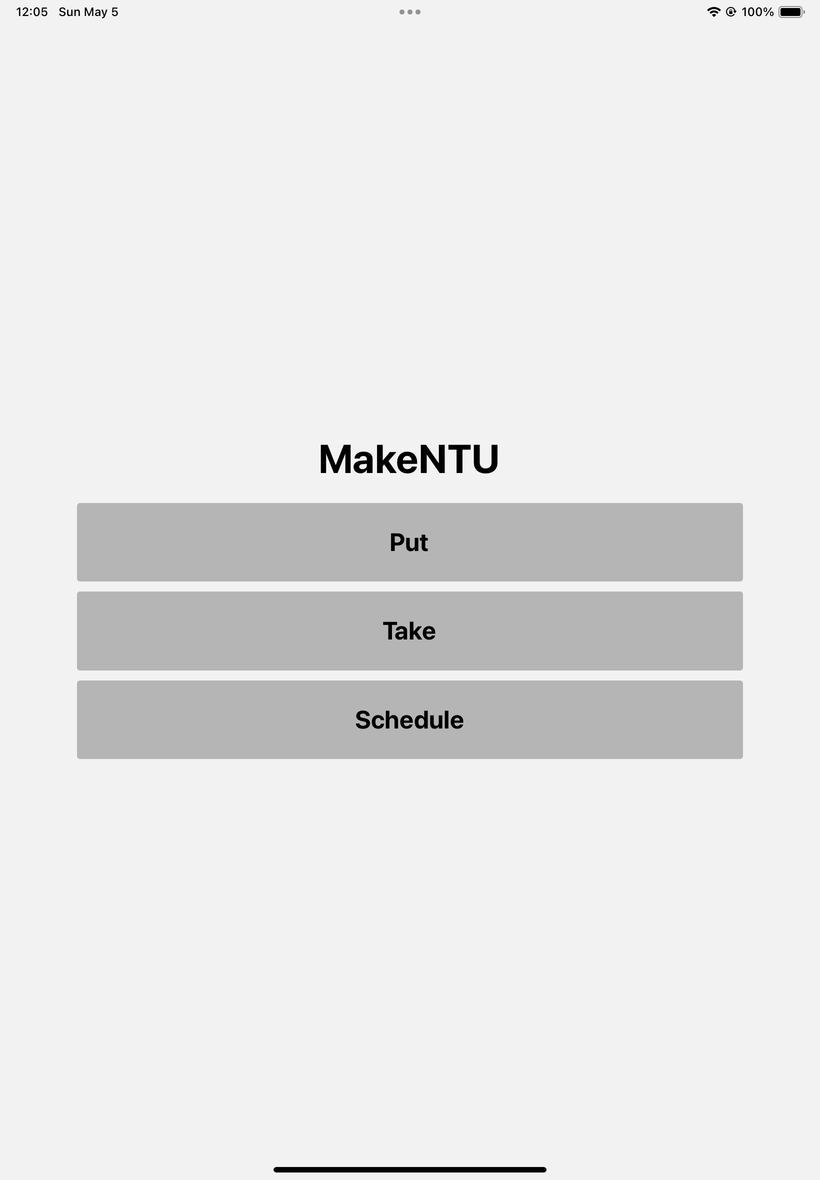 12:05 Sun May 5
100%
MakeNTU
Put
Take
Schedule